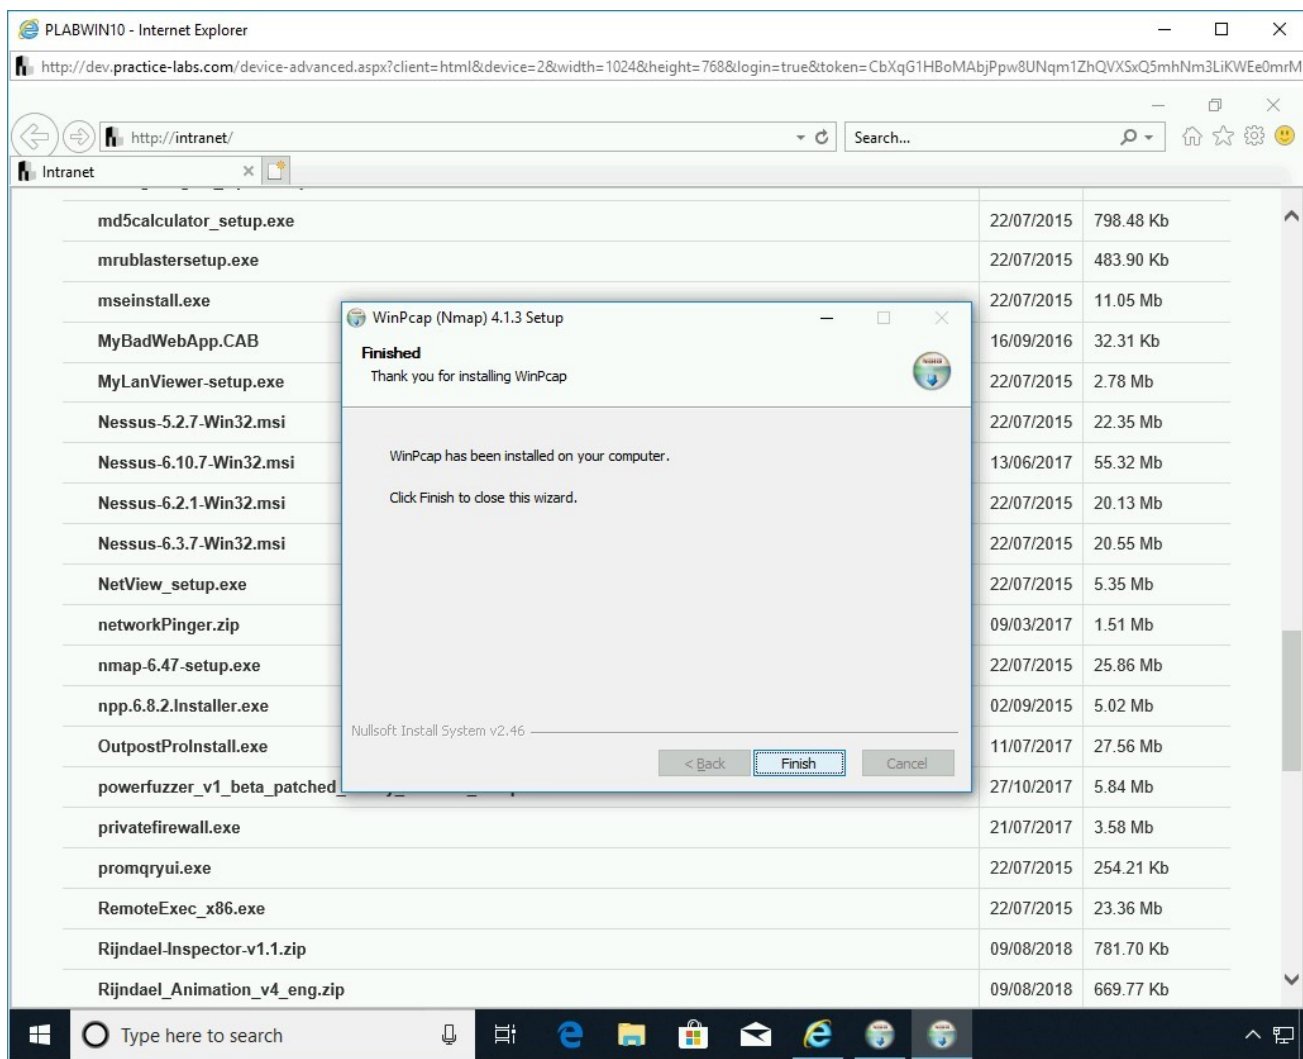 PLABWIN10 - Internet Explorer
http://dev.practice-labs.com/device-advanced.aspx?client=html&device=2&width=1024&height=768&login=true&token=CbXqG1HBoMAbjPpw8UNqm1ZhQVXSxQ5mhNm3LiKWEe0mrM
http://intranet/
Search...
Intranet
md5calculator_setup.exe 22/07/2015 798.48 Kb
mrublastersetup.exe 22/07/2015 483.90 Kb
mseinstall.exe 22/07/2015 11.05 Mb
MyBadWebApp.CAB 16/09/2016 32.31 Kb
MyLanViewer-setup.exe 22/07/2015 2.78 Mb
Nessus-5.2.7-Win32.msi 22/07/2015 22.35 Mb
Nessus-6.10.7-Win32.msi 13/06/2017 55.32 Mb
Nessus-6.2.1-Win32.msi 22/07/2015 20.13 Mb
Nessus-6.3.7-Win32.msi 22/07/2015 20.55 Mb
NetView_setup.exe 22/07/2015 5.35 Mb
networkPinger.zip 09/03/2017 1.51 Mb
nmap-6.47-setup.exe 22/07/2015 25.86 Mb
npp.6.8.2.Installer.exe 02/09/2015 5.02 Mb
OutpostProInstall.exe 11/07/2017 27.56 Mb
powerfuzzer_v1_beta_patched_ 27/10/2017 5.84 Mb
privatefirewall.exe 21/07/2017 3.58 Mb
promqryui.exe 22/07/2015 254.21 Kb
RemoteExec_x86.exe 22/07/2015 23.36 Mb
Rijndael-Inspector-v1.1.zip 09/08/2018 781.70 Kb
Rijndael_Animation_v4_eng.zip 09/08/2018 669.77 Kb
WinPcap (Nmap) 4.1.3 Setup
Finished
Thank you for installing WinPcap
WinPcap has been installed on your computer.
Click Finish to close this wizard.
Nullsoft Install System v2.46
< Back
Finish
Cancel
Type here to search